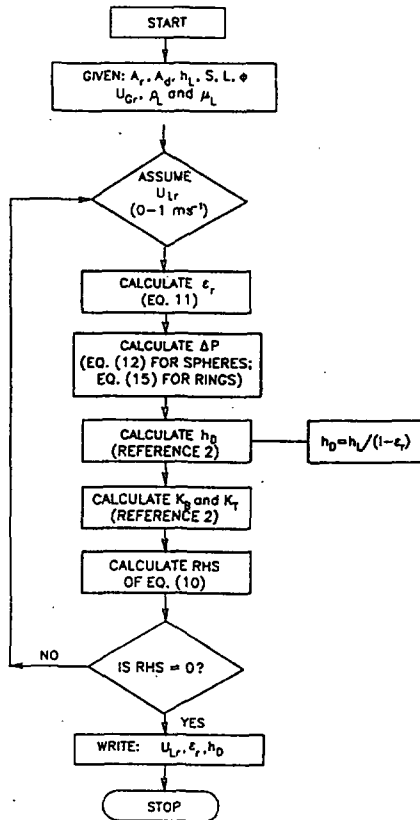 START
GIVEN: A_r, A_d, h_L, S, L, φ
U_Gr, ρ_L and μ_L
ASSUME
U_Lr
(0-1 ms⁻¹)
CALCULATE ε_r
(EQ. 11)
CALCULATE ΔP
(EQ. (12) FOR SPHERES;
EQ. (15) FOR RINGS)
CALCULATE h_D
(REFERENCE 2)
h_D=h_L/(1-ε_r)
CALCULATE K_B and K_T
(REFERENCE 2)
CALCULATE RHS
OF EQ. (10)
NO
IS RHS = 0?
YES
WRITE: U_Lr, ε_r, h_D
STOP